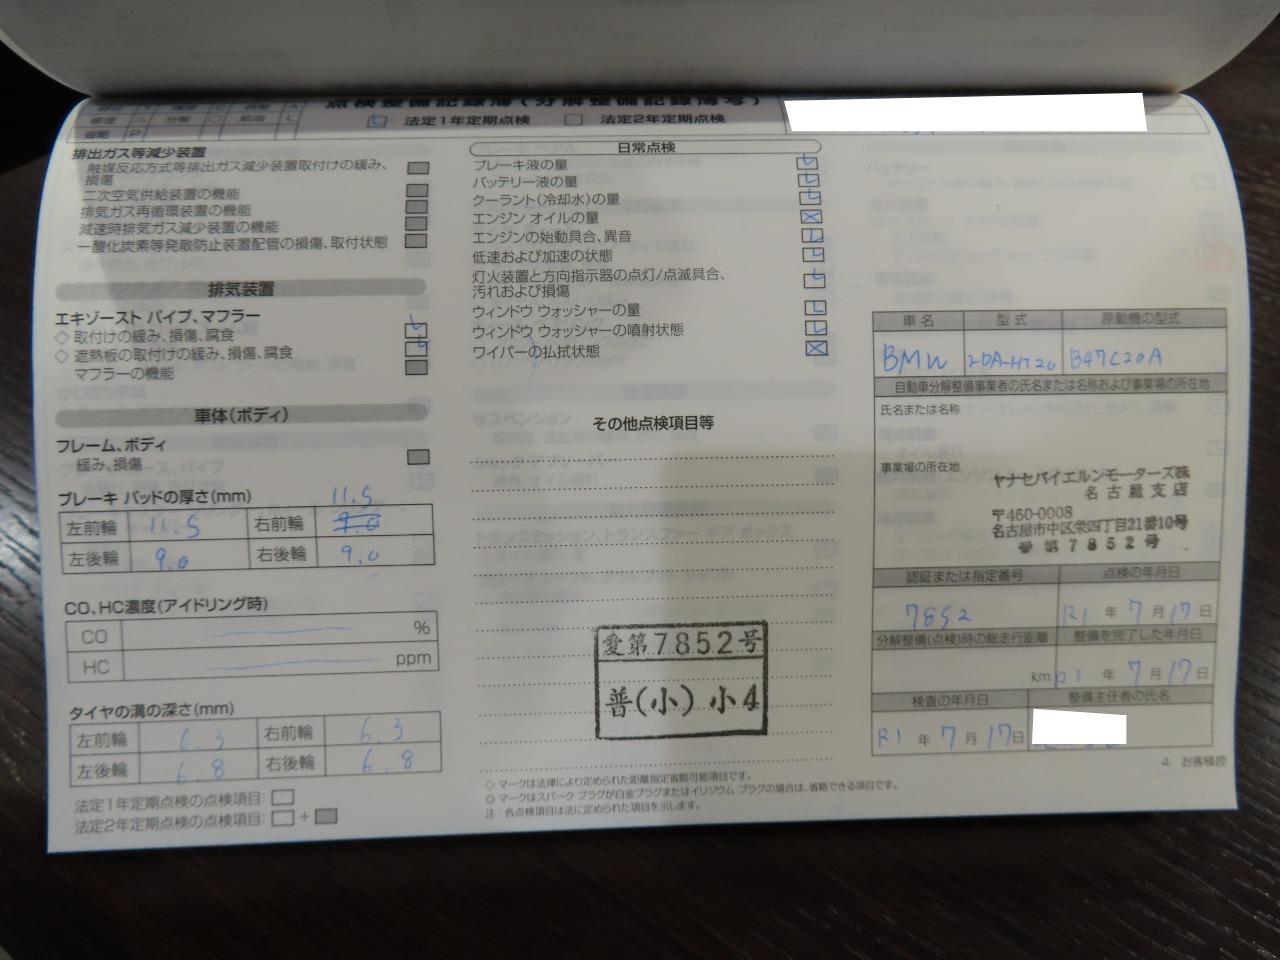 交換 T 清掃 C 調整 A
修理 △ 分解 ○ 給油 L
省略 P
点検整備記録簿(分解整備記録簿写)
法定1年定期点検 法定2年定期点検
排出ガス等減少装置
触媒反応方式等排出ガス減少装置取付けの緩み、
損傷
二次空気供給装置の機能
排気ガス再循環装置の機能
減速時排気ガス減少装置の機能
一酸化炭素等発散防止装置配管の損傷、取付状態
排気装置
エキゾースト パイプ、マフラー
◇ 取付けの緩み、損傷、腐食
◇ 遮熱板の取付けの緩み、損傷、腐食
マフラーの機能
車体(ボディ)
フレーム、ボディ
緩み、損傷
ブレーキ パッドの厚さ(mm)
11.5
左前輪 11.5 右前輪 9.0
左後輪 9.0 右後輪 9.0
CO、HC濃度(アイドリング時)
CO %
HC ppm
タイヤの溝の深さ(mm)
左前輪 6.3 右前輪 6.3
左後輪 6.8 右後輪 6.8
法定1年定期点検の点検項目:
法定2年定期点検の点検項目: +
日常点検
ブレーキ液の量
バッテリー液の量
クーラント(冷却水)の量
エンジン オイルの量
エンジンの始動具合、異音
低速および加速の状態
灯火装置と方向指示器の点灯/点滅具合、
汚れおよび損傷
ウィンドウ ウォッシャーの量
ウィンドウ ウォッシャーの噴射状態
ワイパーの払拭状態
その他点検項目等
愛第7852号
普(小)小4
◇ マークは法律により定められた距離指定省略可能項目です。
◎ マークはスパーク プラグが白金プラグまたはイリジウム プラグの場合は、省略できる項目です。
注:各点検項目は法に定められた項目を示します。
車名 型式 原動機の型式
BMW 2DA-HT20 B47C20A
自動車分解整備事業者の氏名または名称および事業場の所在地
氏名または名称
事業場の所在地
ヤナセバイエルンモーターズ㈱
名古屋支店
〒460-0008
名古屋市中区栄四丁目21番10号
愛第7852号
認証または指定番号 点検の年月日
7852 R1 年 7 月 17 日
分解整備(点検)時の総走行距離 整備を完了した年月日
km R1 年 7 月 17 日
検査の年月日 整備主任者の氏名
R1 年 7 月 17 日
4. お客様控